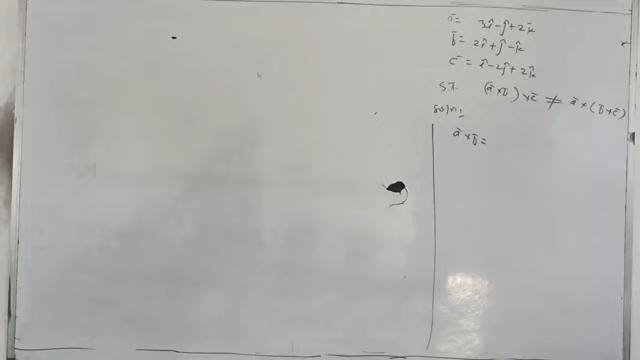 ā = 3î-ĵ+2k̂
b̄ = 2î+ĵ-k̂
c̄ = î-2ĵ+2k̂
S.T. (ā×b̄)×c̄ ≠ ā×(b̄×c̄)
Soln:
ā×b̄=